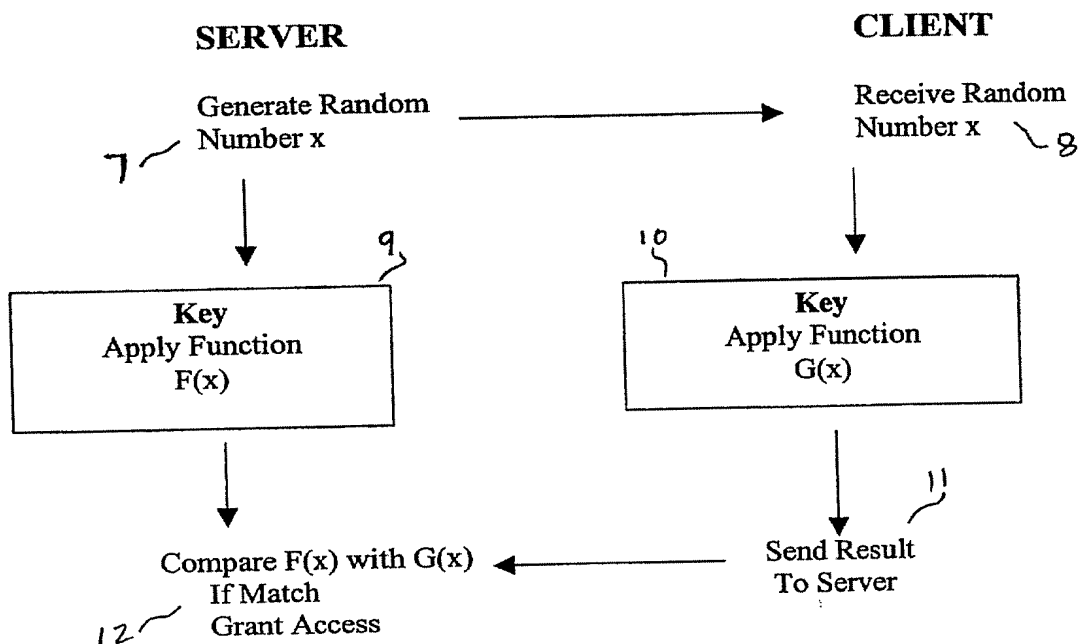 SERVER
CLIENT
Generate Random
Number x
7
Receive Random
Number x
8
9
Key
Apply Function
F(x)
10
Key
Apply Function
G(x)
11
Send Result
To Server
Compare F(x) with G(x)
If Match
Grant Access
12